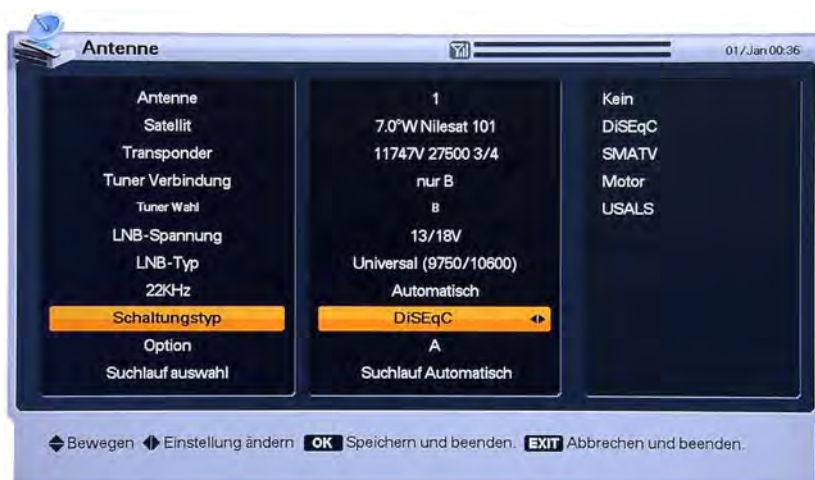 Antenne
01/Jan 00:36
Antenne 1
Satellit 7.0°W Nilesat 101
Transponder 11747V 27500 3/4
Tuner Verbindung nur B
Tuner Wahl B
LNB-Spannung 13/18V
LNB-Typ Universal (9750/10600)
22KHz Automatisch
Schaltungstyp DiSEqC
Option A
Suchlauf auswahl Suchlauf Automatisch
Kein
DiSEqC
SMATV
Motor
USALS
Bewegen Einstellung ändern OK Speichern und beenden. EXIT Abbrechen und beenden.